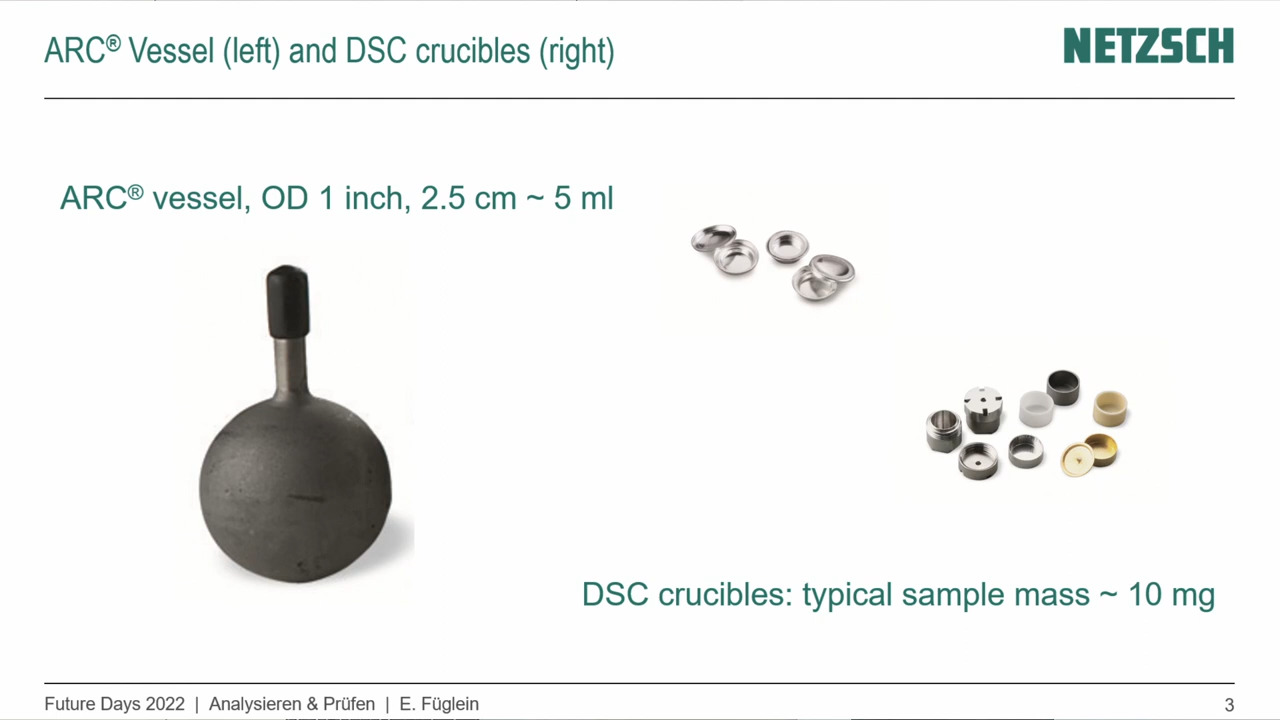 ARC® Vessel (left) and DSC crucibles (right)
NETZSCH
ARC® vessel, OD 1 inch, 2.5 cm ~ 5 ml
DSC crucibles: typical sample mass ~ 10 mg
Future Days 2022 | Analysieren & Prüfen | E. Füglein
3